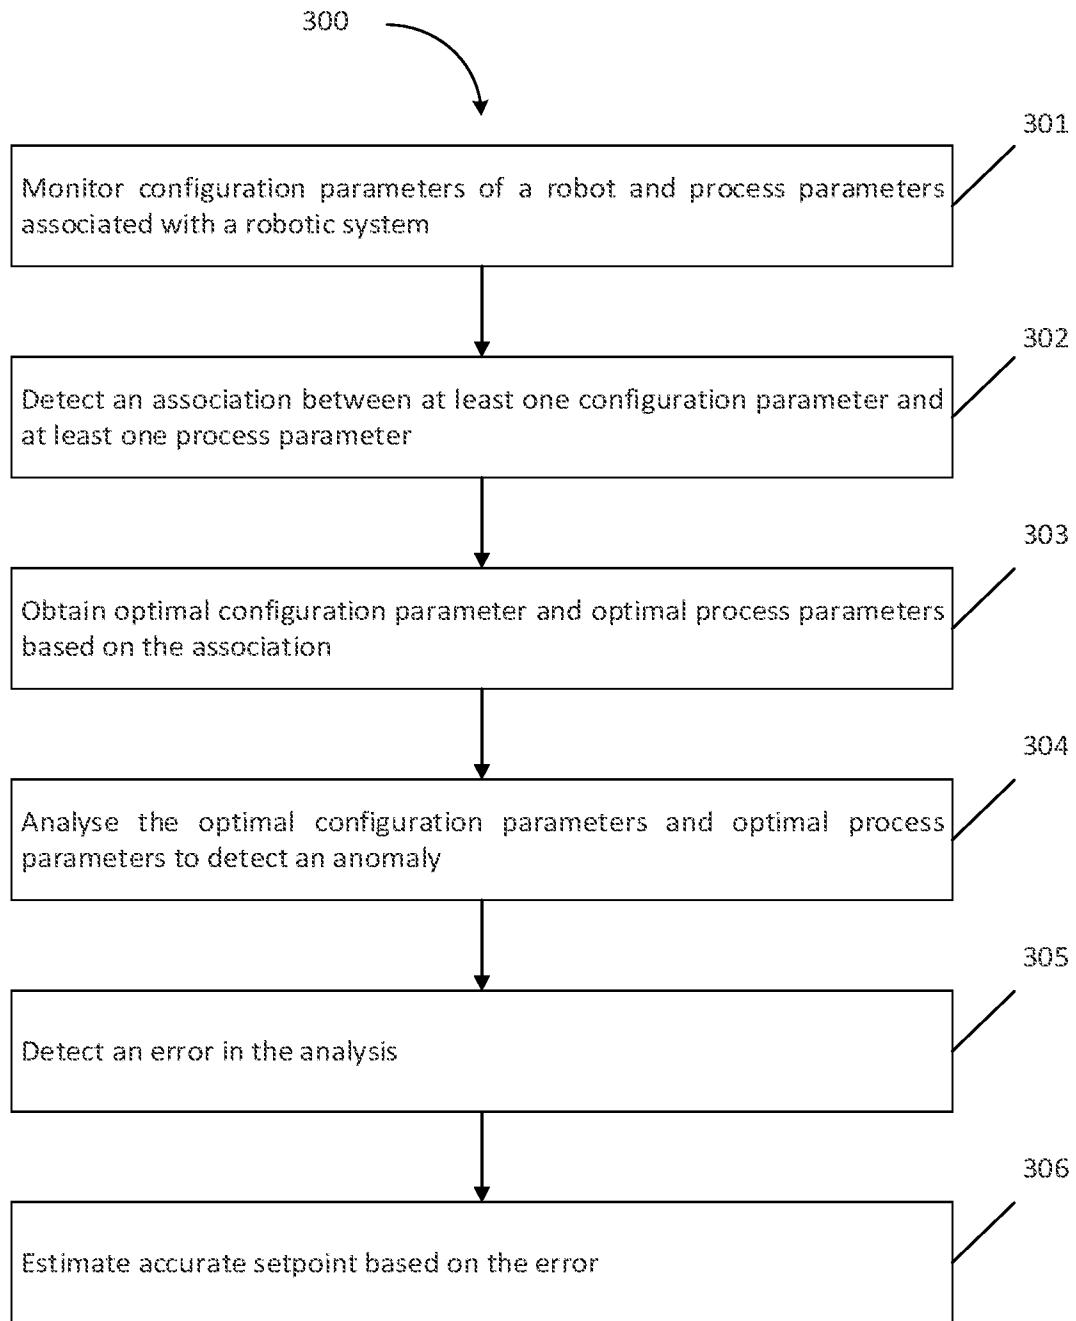 300
301
Monitor configuration parameters of a robot and process parameters
associated with a robotic system
302
Detect an association between at least one configuration parameter and
at least one process parameter
303
Obtain optimal configuration parameter and optimal process parameters
based on the association
304
Analyse the optimal configuration parameters and optimal process
parameters to detect an anomaly
305
Detect an error in the analysis
306
Estimate accurate setpoint based on the error